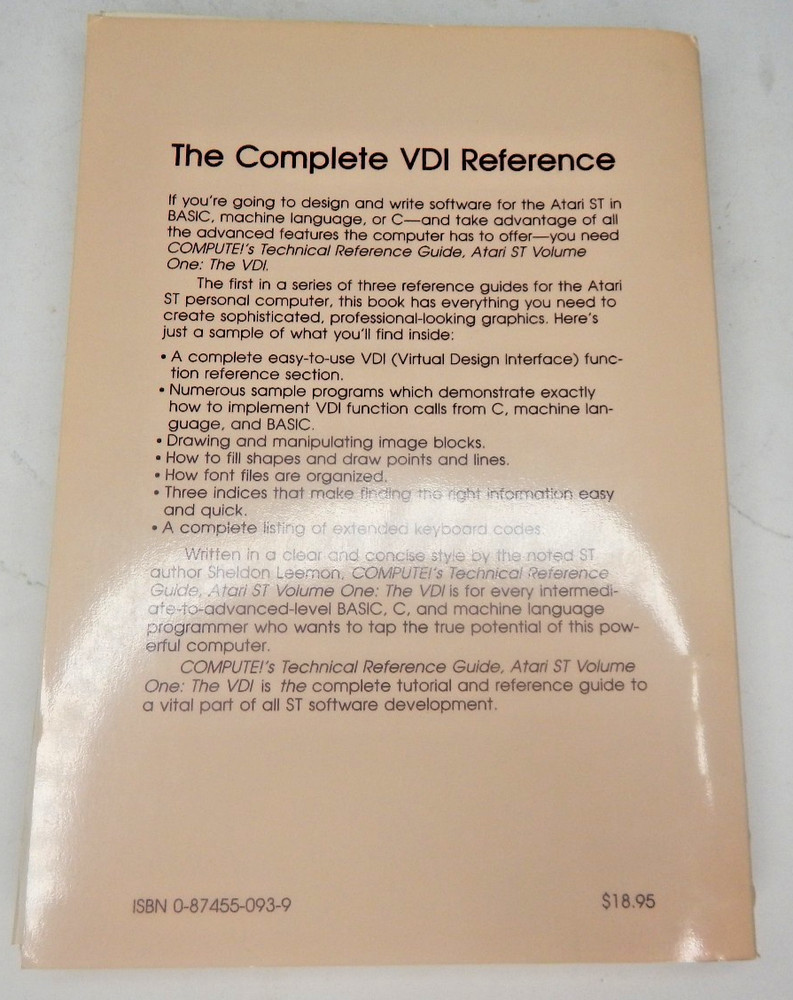 The Complete VDI Reference
If you're going to design and write software for the Atari ST in
BASIC, machine language, or C—and take advantage of all
the advanced features the computer has to offer—you need
COMPUTE!'s Technical Reference Guide, Atari ST Volume
One: The VDI.
The first in a series of three reference guides for the Atari
ST personal computer, this book has everything you need to
create sophisticated, professional-looking graphics. Here's
just a sample of what you'll find inside:
• A complete easy-to-use VDI (Virtual Design Interface) func-
tion reference section.
• Numerous sample programs which demonstrate exactly
how to implement VDI function calls from C, machine lan-
guage, and BASIC.
• Drawing and manipulating image blocks.
• How to fill shapes and draw points and lines.
• How font files are organized.
• Three indices that make finding the right information easy
and quick.
• A complete listing of extended keyboard codes.
Written in a clear and concise style by the noted ST
author Sheldon Leemon, COMPUTE!'s Technical Reference
Guide, Atari ST Volume One: The VDI is for every intermedi-
ate-to-advanced-level BASIC, C, and machine language
programmer who wants to tap the true potential of this pow-
erful computer.
COMPUTE!'s Technical Reference Guide, Atari ST Volume
One: The VDI is the complete tutorial and reference guide to
a vital part of all ST software development.
ISBN 0-87455-093-9
$18.95